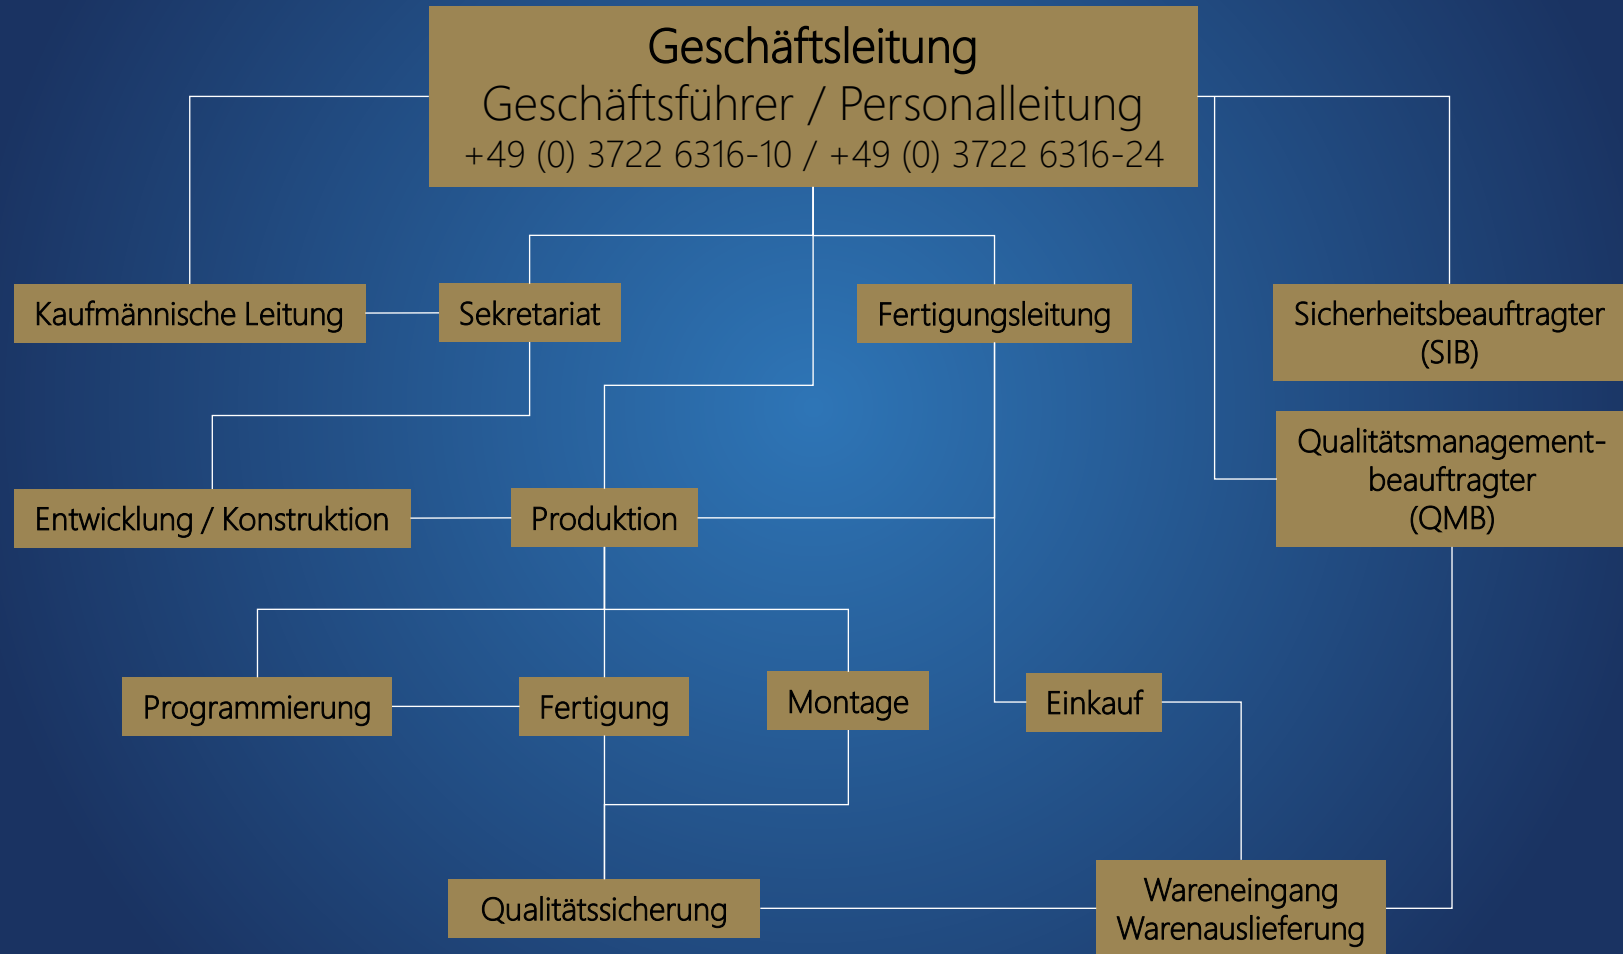 Geschäftsleitung
Geschäftsführer / Personalleitung
+49 (0) 3722 6316-10 / +49 (0) 3722 6316-24
Kaufmännische Leitung
Sekretariat
Fertigungsleitung
Sicherheitsbeauftragter
(SIB)
Qualitätsmanagement-
beauftragter
(QMB)
Entwicklung / Konstruktion
Produktion
Programmierung
Fertigung
Montage
Einkauf
Qualitätssicherung
Wareneingang
Warenauslieferung